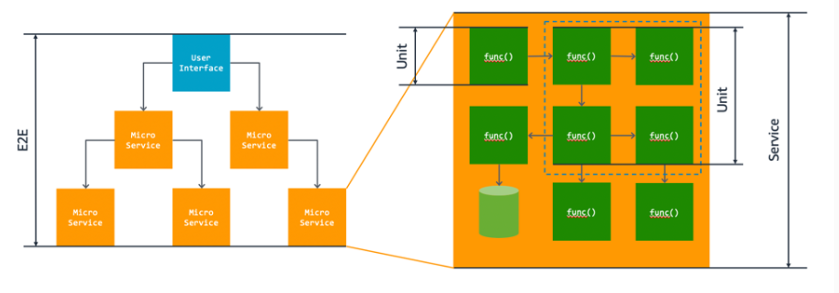 E2E
User
Interface
Micro
Service
Micro
Service
Micro
Service
Micro
Service
Micro
Service
Unit
func()
func()
func()
Unit
func()
func()
func()
func()
func()
Service